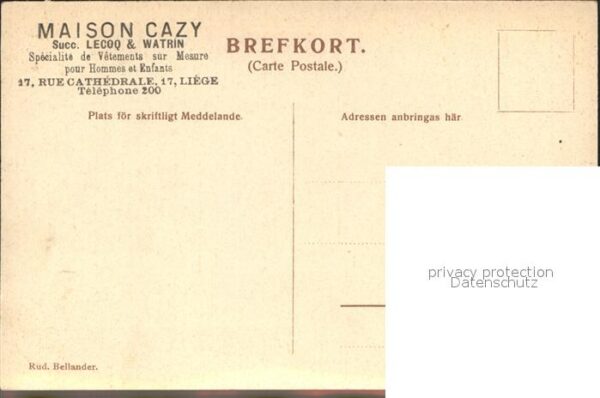 MAISON CAZY
Succ. LECOQ & WATRIN
Spécialité de Vêtements sur Mesure
pour Hommes et Enfants
17, RUE CATHÉDRALE, 17, LIÉGE
Téléphone 200
BREFKORT.
(Carte Postale.)
Plats för skriftligt Meddelande.
Adressen anbringas här
privacy protection
Datenschutz
Rud. Bellander.